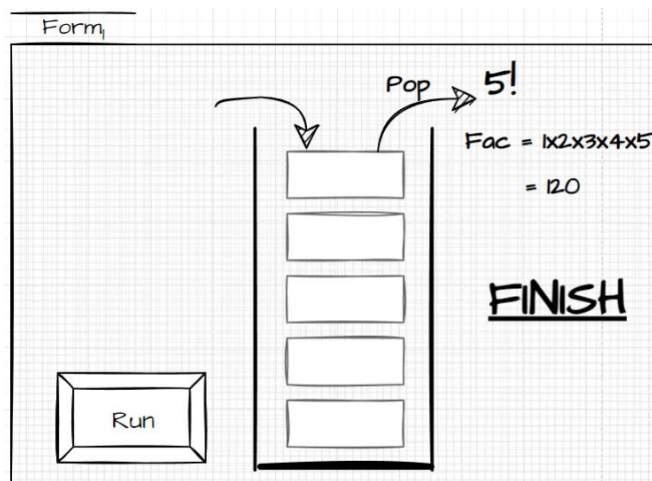 Form1
Pop
5!
Fac = 1x2x3x4x5
= 120
FINISH
Run